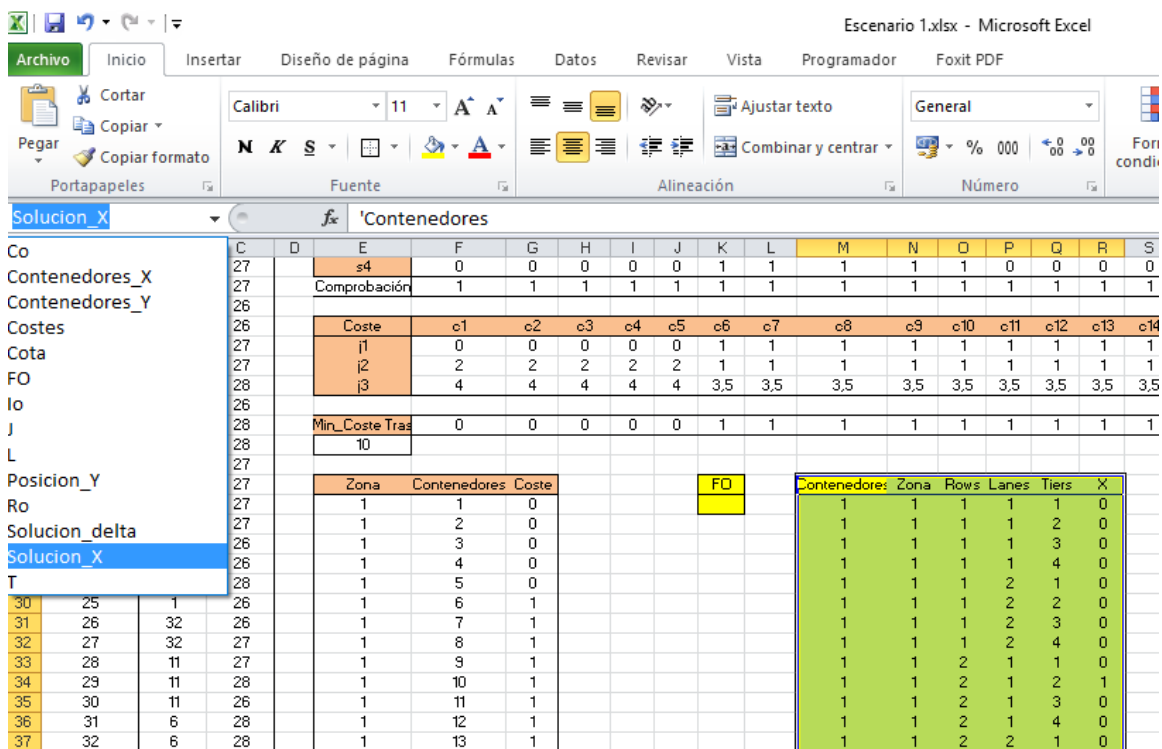 Escenario 1.xlsx - Microsoft Excel
Archivo Inicio Insertar Diseño de página Fórmulas Datos Revisar Vista Programador Foxit PDF
Pegar
Cortar
Copiar
Copiar formato
Portapapeles
Calibri 11
N K S
Fuente
Ajustar texto
Combinar y centrar
Alineación
General
% 000
Número
Solucion_X fx 'Contenedores
Co
Contenedores_X
Contenedores_Y
Costes
Cota
FO
Io
J
L
Posicion_Y
Ro
Solucion_delta
Solucion_X
T
C D E F G H I J K L M N O P Q R S
27 s4 0 0 0 0 0 1 1 1 1 1 0 0 0 0
27 Comprobación 1 1 1 1 1 1 1 1 1 1 1 1 1 1
26
26 Coste c1 c2 c3 c4 c5 c6 c7 c8 c9 c10 c11 c12 c13 c14
27 j1 0 0 0 0 0 1 1 1 1 1 1 1 1 1
27 j2 2 2 2 2 2 1 1 1 1 1 1 1 1 1
28 j3 4 4 4 4 4 3,5 3,5 3,5 3,5 3,5 3,5 3,5 3,5 3,5
26
28 Min_Coste Tras 0 0 0 0 0 1 1 1 1 1 1 1 1 1
28 10
27
27 Zona Contenedores Coste FO Contenedores Zona Rows Lanes Tiers X
27 1 1 0 1 1 1 1 1 0
27 1 2 0 1 1 1 1 2 0
26 1 3 0 1 1 1 1 3 0
26 1 4 0 1 1 1 1 4 0
28 1 5 0 1 1 1 2 1 0
30 25 1 26 1 6 1 1 1 1 2 2 0
31 26 32 26 1 7 1 1 1 1 2 3 0
32 27 32 27 1 8 1 1 1 1 2 4 0
33 28 11 27 1 9 1 1 1 2 1 1 0
34 29 11 28 1 10 1 1 1 2 1 2 1
35 30 11 26 1 11 1 1 1 2 1 3 0
36 31 6 28 1 12 1 1 1 2 1 4 0
37 32 6 28 1 13 1 1 1 2 2 1 0